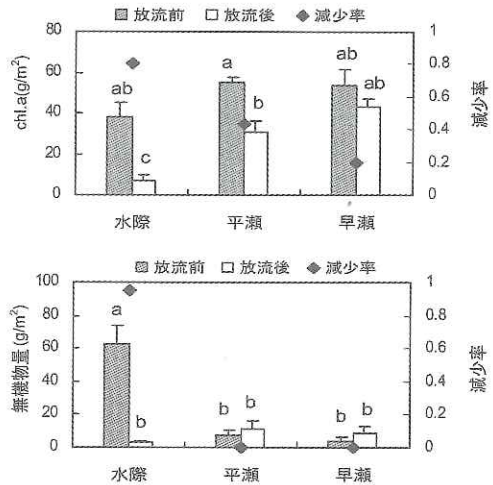 放流前 放流後 減少率
80 1
ab a ab
60 0.8
ab
b 0.6
40
0.4
20 c 0.2
0 0
chl.a(g/m²)
減少率
水際 平瀬 早瀬
放流前 放流後 減少率
100 1
a
80 0.8
60 0.6
40 0.4
20 b b b b b 0.2
0 0
無機物量(g/m²)
減少率
水際 平瀬 早瀬